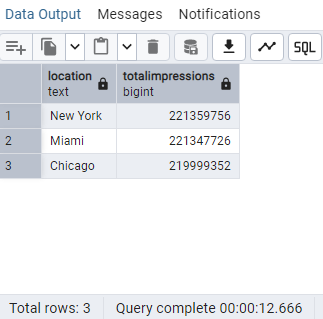 Data Output Messages Notifications
SQL
location totalimpressions
text bigint
1 New York 221359756
2 Miami 221347726
3 Chicago 219999352
Total rows: 3 Query complete 00:00:12.666